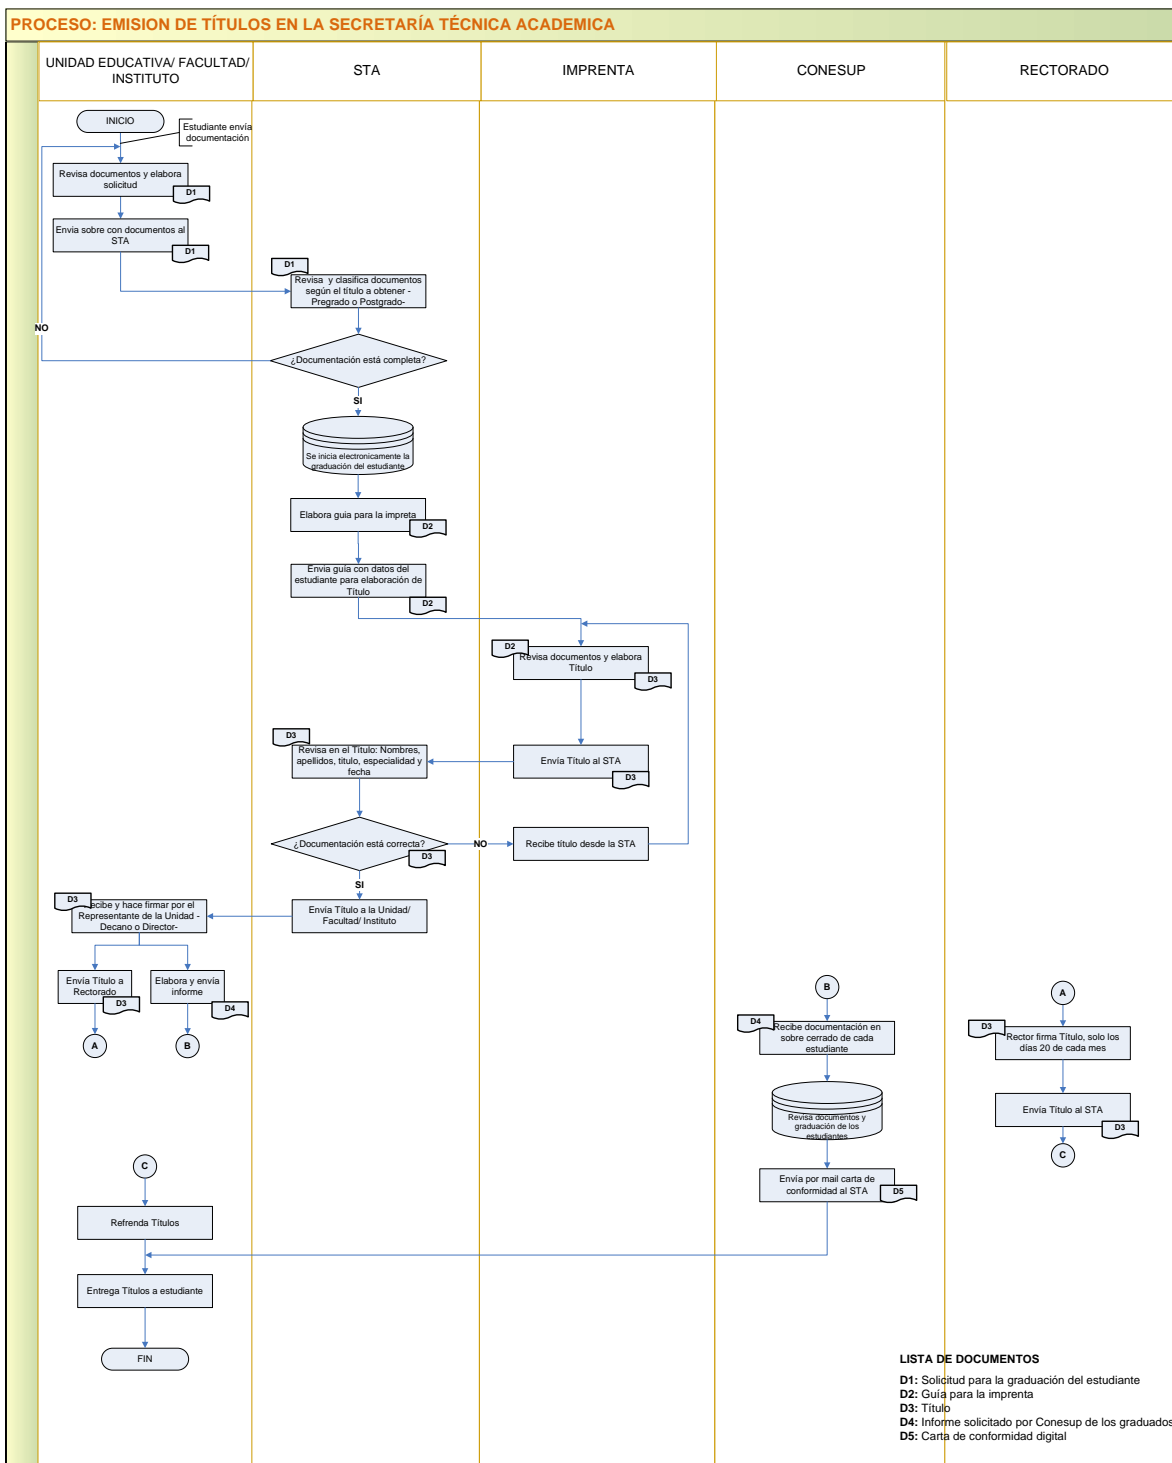 PROCESO: EMISION DE TÍTULOS EN LA SECRETARÍA TÉCNICA ACADEMICA
UNIDAD EDUCATIVA/ FACULTAD/
INSTITUTO
STA
IMPRENTA
CONESUP
RECTORADO
INICIO
Estudiante envía
documentación
Revisa documentos y elabora
solicitud
D1
Envia sobre con documentos al
STA
D1
D1
Revisa y clasifica documentos
según el título a obtener -
Pregrado o Postgrado-
NO
¿Documentación está completa?
SI
Se inicia electronicamente la
graduación del estudiante
Elabora guia para la impreta
D2
Envia guía con datos del
estudiante para elaboración de
Título
D2
D2
Revisa documentos y elabora
Título
D3
D3
Revisa en el Titulo: Nombres,
apellidos, titulo, especialidad y
fecha
Envía Título al STA
D3
¿Documentación está correcta?
D3
NO
Recibe título desde la STA
SI
D3
ecibe y hace firmar por el
Representante de la Unidad -
Decano o Director-
Envía Título a la Unidad/
Facultad/ Instituto
Envía Título a
Rectorado
D3
Elabora y envía
informe
D4
A
B
B
D4
Recibe documentación en
sobre cerrado de cada
estudiante
Revisa documentos y
graduación de los
estudiantes
Envía por mail carta de
conformidad al STA
D5
A
D3
Rector firma Título, solo los
días 20 de cada mes
Envía Título al STA
D3
C
C
Refrenda Títulos
Entrega Títulos a estudiante
FIN
LISTA DE DOCUMENTOS
D1: Solicitud para la graduación del estudiante
D2: Guía para la imprenta
D3: Título
D4: Informe solicitado por Conesup de los graduados
D5: Carta de conformidad digital